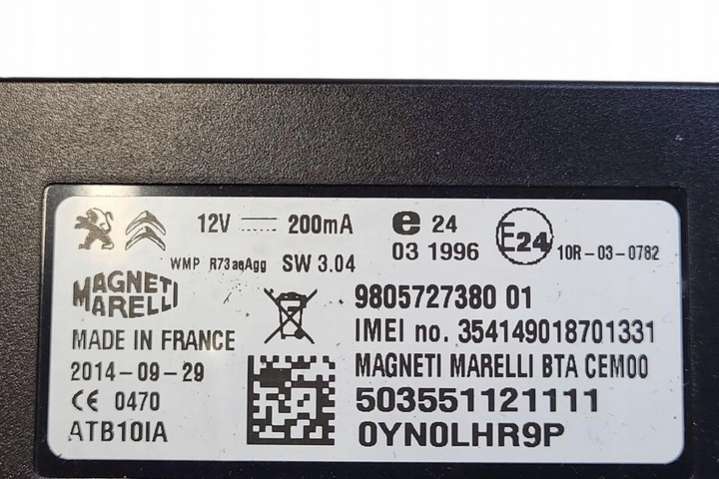 12V 200mA
e 24
03 1996
E24
10R-03-0782
WMP R73aqAgg SW 3.04
MAGNETI
MARELLI
9805727380 01
IMEI no. 354149018701331
MADE IN FRANCE
MAGNETI MARELLI BTA CEM00
2014-09-29
503551121111
CE 0470
ATB10IA
0YN0LHR9P